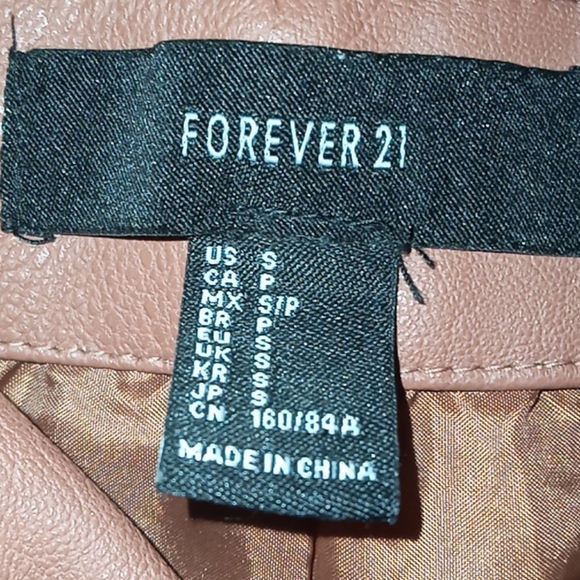 FOREVER 21
US S
CA P
MX S/P
BR P
EU S
UK S
KR S
JP S
CN 160/84A
MADE IN CHINA